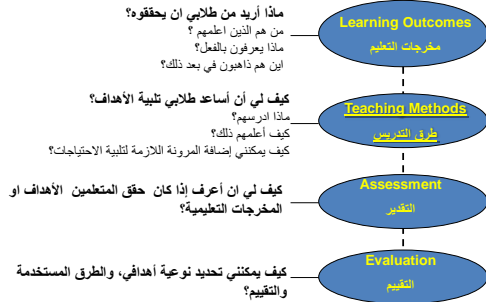 ماذا أريد من طلابي ان يحققوه؟
من هم الذين اعلمهم ؟
ماذا يعرفون بالفعل؟
اين هم ذاهبون في بعد ذلك؟
Learning Outcomes
مخرجات التعليم
كيف لي أن أساعد طلابي تلبية الأهداف؟
ماذا ادرسهم؟
كيف أعلمهم ذلك؟
كيف يمكنني إضافة المرونة اللازمة لتلبية الاحتياجات؟
Teaching Methods
طرق التدريس
كيف لي ان أعرف إذا كان حقق المتعلمين الأهداف او
المخرجات التعليمية؟
Assessment
التقدير
كيف يمكنني تحديد نوعية أهدافي، والطرق المستخدمة
والتقييم؟
Evaluation
التقييم